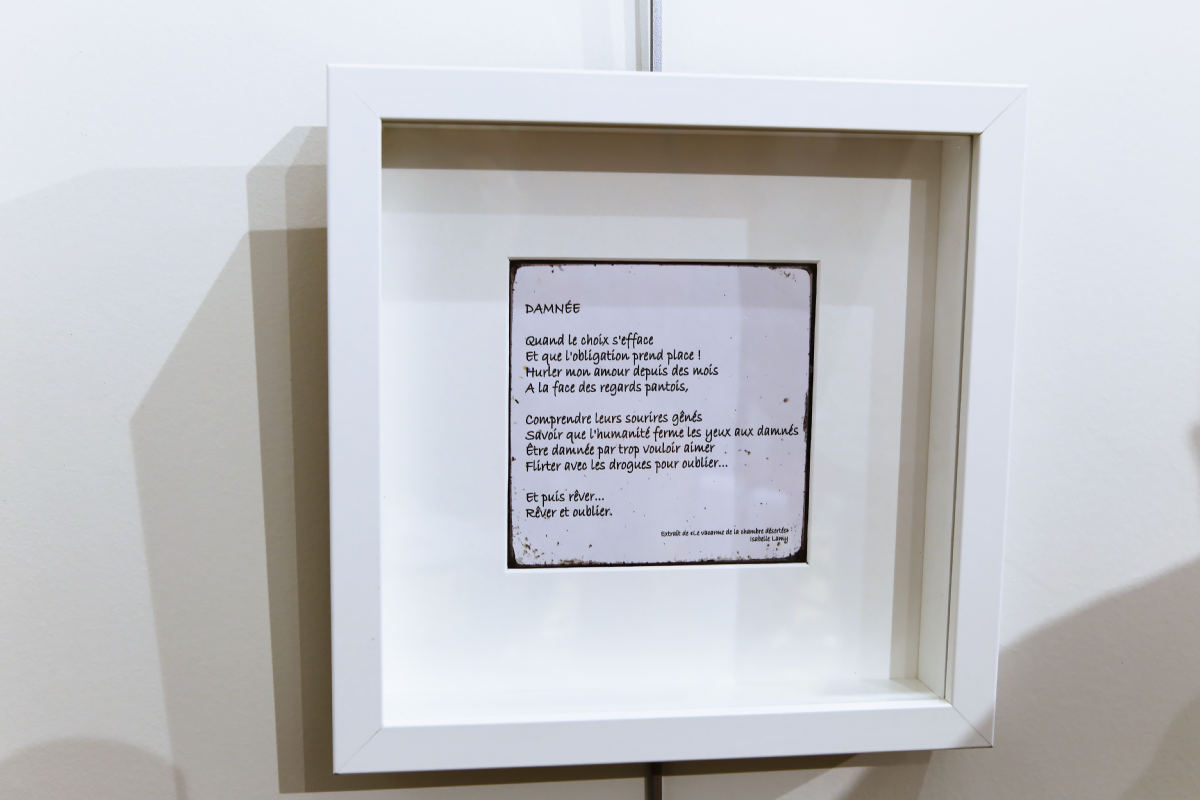 DAMNÉE
Quand le choix s'efface
Et que l'obligation prend place !
Hurler mon amour depuis des mois
A la face des regards pantois,
Comprendre leurs sourires gênés
Savoir que l'humanité ferme les yeux aux damnés
Être damnée par trop vouloir aimer
Flirter avec les drogues pour oublier...
Et puis rêver...
Rêver et oublier.
Extrait de «Le vacarme de la chambre désertée»
Isabelle Lamy